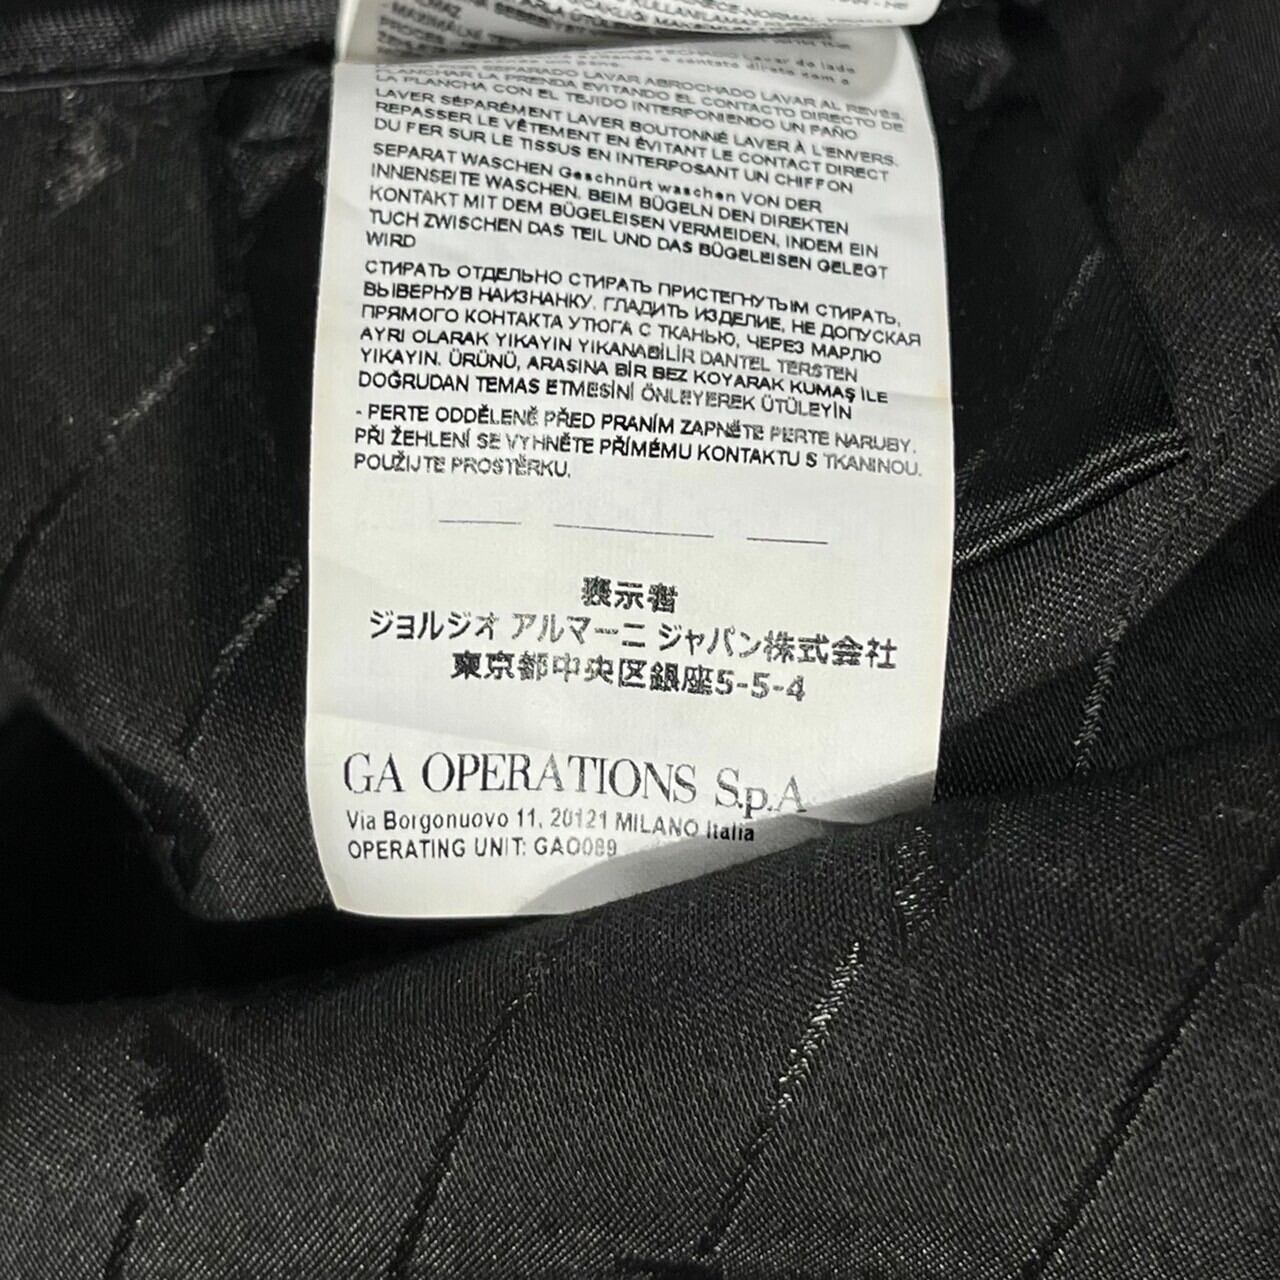 SEPARADO LAVAR ABROCHADO LAVAR AL REVÉS.
PLANCHAR LA PRENDA EVITANDO EL CONTACTO DIRECTO DE
LA PLANCHA CON EL TEJIDO INTERPONIENDO UN PAÑO
LAVER SÉPARÉMENT LAVER BOUTONNÉ LAVER À L'ENVERS.
REPASSER LE VÊTEMENT EN ÉVITANT LE CONTACT DIRECT
DU FER SUR LE TISSUS EN INTERPOSANT UN CHIFFON
SEPARAT WASCHEN Geschnürt waschen VON DER
INNENSEITE WASCHEN. BEIM BÜGELN DEN DIREKTEN
KONTAKT MIT DEM BÜGELEISEN VERMEIDEN, INDEM EIN
TUCH ZWISCHEN DAS TEIL UND DAS BÜGELEISEN GELEGT
WIRD
СТИРАТЬ ОТДЕЛЬНО СТИРАТЬ ПРИСТЕГНУТЫМ СТИРАТЬ,
ВЫВЕРНУВ НАИЗНАНКУ. ГЛАДИТЬ ИЗДЕЛИЕ, НЕ ДОПУСКАЯ
ПРЯМОГО КОНТАКТА УТЮГА С ТКАНЬЮ, ЧЕРЕЗ МАРЛЮ
AYRI OLARAK YIKAYIN YIKANABİLİR DANTEL TERSTEN
YIKAYIN. ÜRÜNÜ, ARASINA BİR BEZ KOYARAK KUMAŞ İLE
DOĞRUDAN TEMAS ETMESİNİ ÖNLEYEREK ÜTÜLEYİN
- PERTE ODDĚLENĚ PŘED PRANÍM ZAPNĚTE PERTE NARUBY.
PŘI ŽEHLENÍ SE VYHNĚTE PŘÍMÉMU KONTAKTU S TKANINOU.
POUŽIJTE PROSTĚRKU.
表示者
ジョルジオ アルマーニ ジャパン株式会社
東京都中央区銀座5-5-4
GA OPERATIONS S.p.A
Via Borgonuovo 11, 20121 MILANO Italia
OPERATING UNIT: GAO089